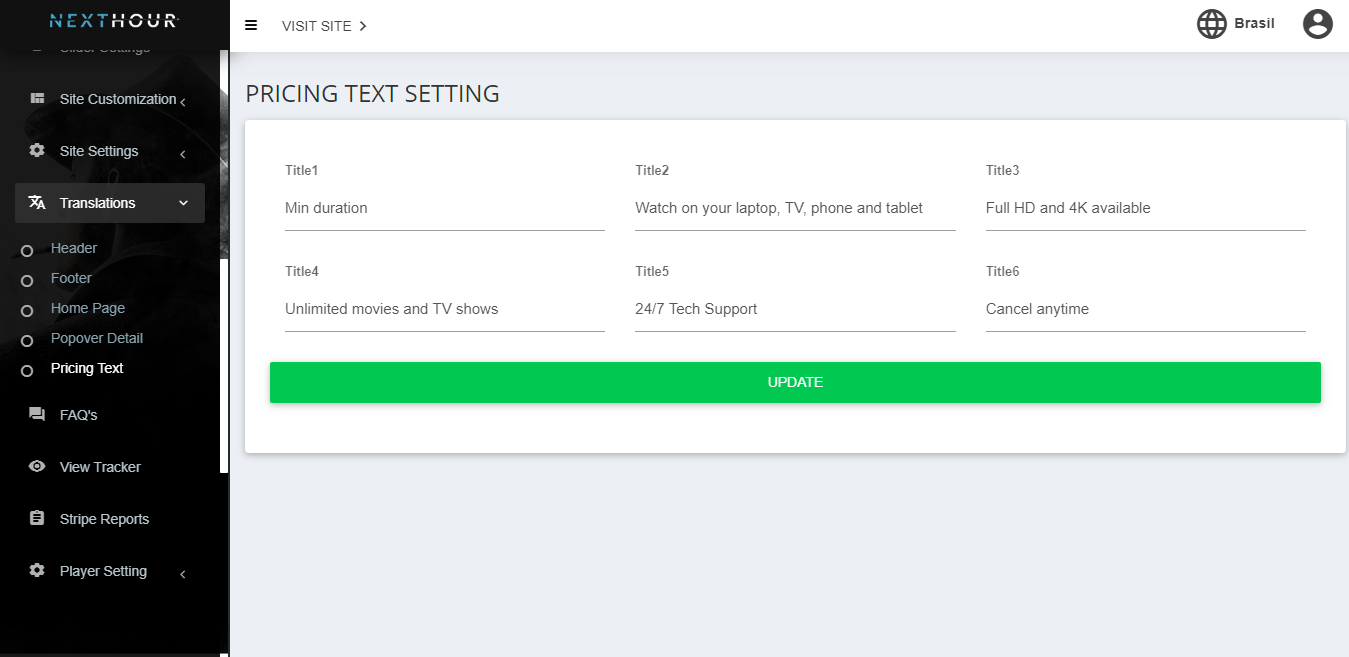 NEXTHOUR
VISIT SITE
Brasil
Slider Settings
Site Customization
Site Settings
Translations
Header
Footer
Home Page
Popover Detail
Pricing Text
FAQ's
View Tracker
Stripe Reports
Player Setting
PRICING TEXT SETTING
Title1 Title2 Title3
Min duration Watch on your laptop, TV, phone and tablet Full HD and 4K available
Title4 Title5 Title6
Unlimited movies and TV shows 24/7 Tech Support Cancel anytime
UPDATE